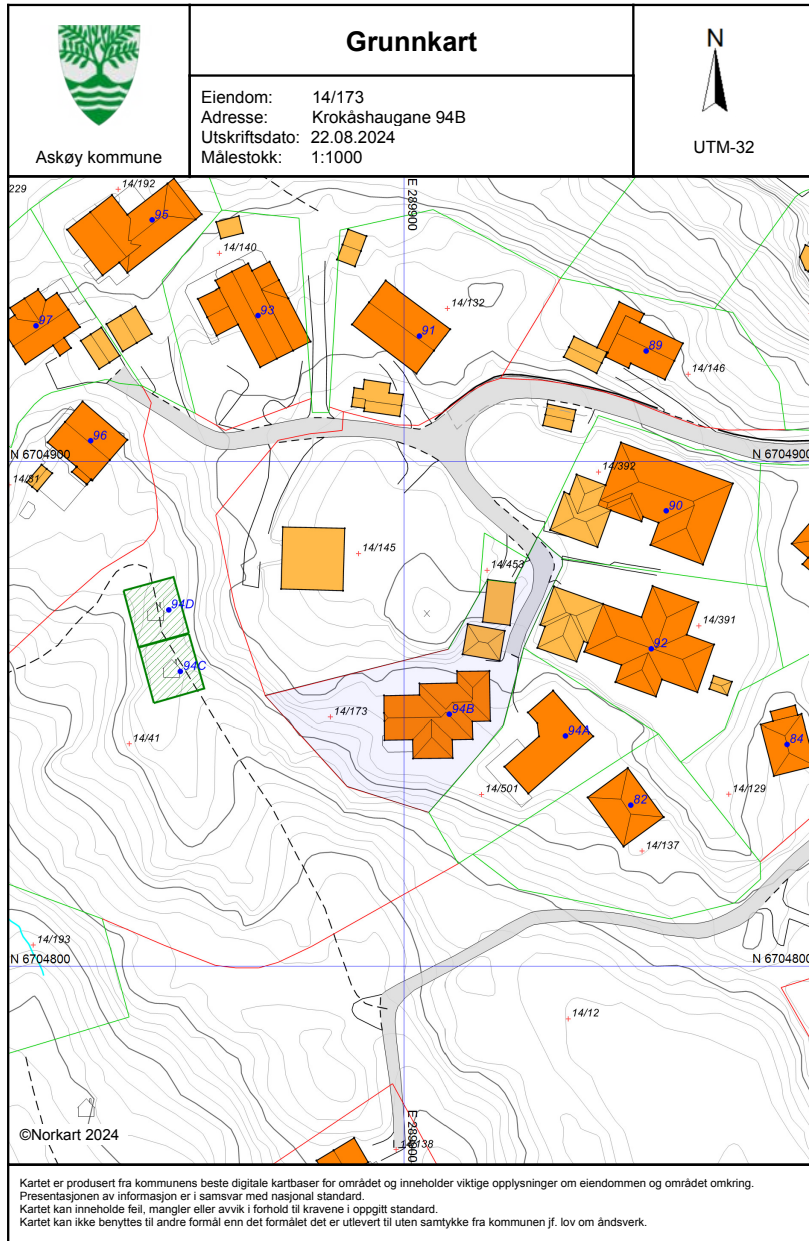 Grunnkart
Askøy kommune
Eiendom: 14/173
Adresse: Krokåshaugane 94B
Utskriftsdato: 22.08.2024
Målestokk: 1:1000
N
UTM-32
229
14/192
95
14/140
E 289900
14/132
97
93
91
89
14/146
96
N 6704900
N 6704900
14/392
90
14/145
14/453
94D
94C
14/391
92
14/173
94B
94A
14/41
84
14/501
82
14/129
14/137
14/193
N 6704800
N 6704800
14/12
©Norkart 2024
E 289900
14/138
Kartet er produsert fra kommunens beste digitale kartbaser for området og inneholder viktige opplysninger om eiendommen og området omkring.
Presentasjonen av informasjon er i samsvar med nasjonal standard.
Kartet kan inneholde feil, mangler eller avvik i forhold til kravene i oppgitt standard.
Kartet kan ikke benyttes til andre formål enn det formålet det er utlevert til uten samtykke fra kommunen jf. lov om åndsverk.